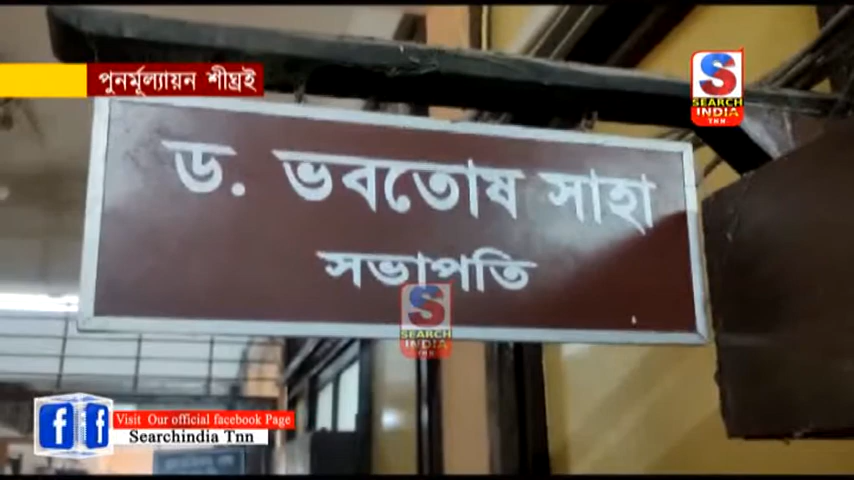 পুনর্মূল্যায়ন শীঘ্রই
S
SEARCH
INDIA
TNN
ড. ভবতোষ সাহা
সভাপতি
S
SEARCH
INDIA
TNN
Visit Our official facebook Page
Searchindia Tnn